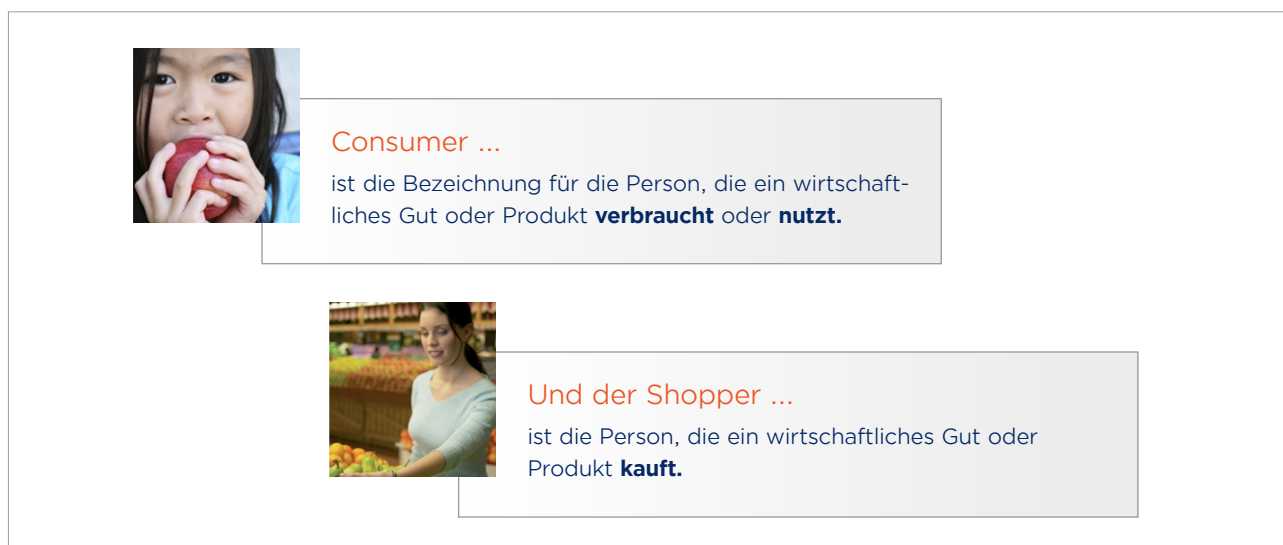 Consumer ...
ist die Bezeichnung für die Person, die ein wirtschaft-
liches Gut oder Produkt verbraucht oder nutzt.
Und der Shopper ...
ist die Person, die ein wirtschaftliches Gut oder
Produkt kauft.